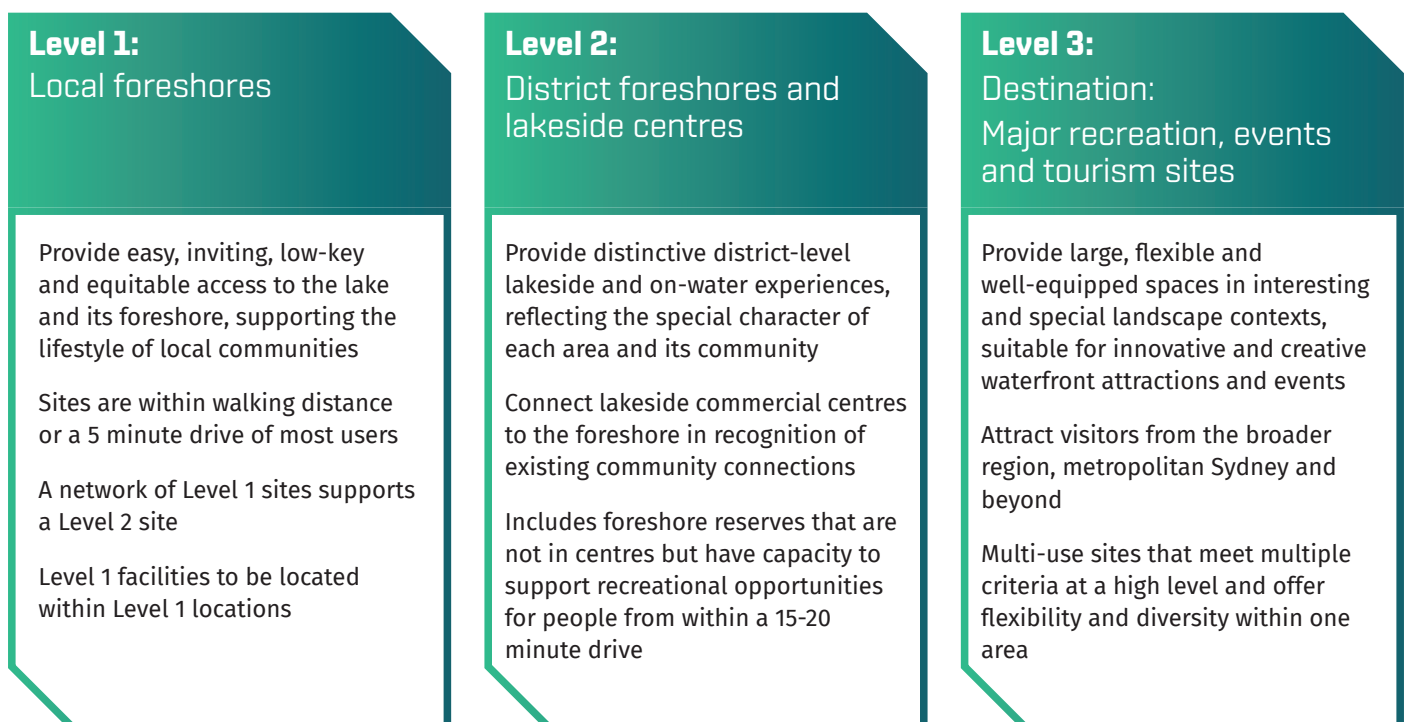 Level 1:
Local foreshores
Provide easy, inviting, low-key
and equitable access to the lake
and its foreshore, supporting the
lifestyle of local communities
Sites are within walking distance
or a 5 minute drive of most users
A network of Level 1 sites supports
a Level 2 site
Level 1 facilities to be located
within Level 1 locations
Level 2:
District foreshores and
lakeside centres
Provide distinctive district-level
lakeside and on-water experiences,
reflecting the special character of
each area and its community
Connect lakeside commercial centres
to the foreshore in recognition of
existing community connections
Includes foreshore reserves that are
not in centres but have capacity to
support recreational opportunities
for people from within a 15-20
minute drive
Level 3:
Destination:
Major recreation, events
and tourism sites
Provide large, flexible and
well-equipped spaces in interesting
and special landscape contexts,
suitable for innovative and creative
waterfront attractions and events
Attract visitors from the broader
region, metropolitan Sydney and
beyond
Multi-use sites that meet multiple
criteria at a high level and offer
flexibility and diversity within one
area